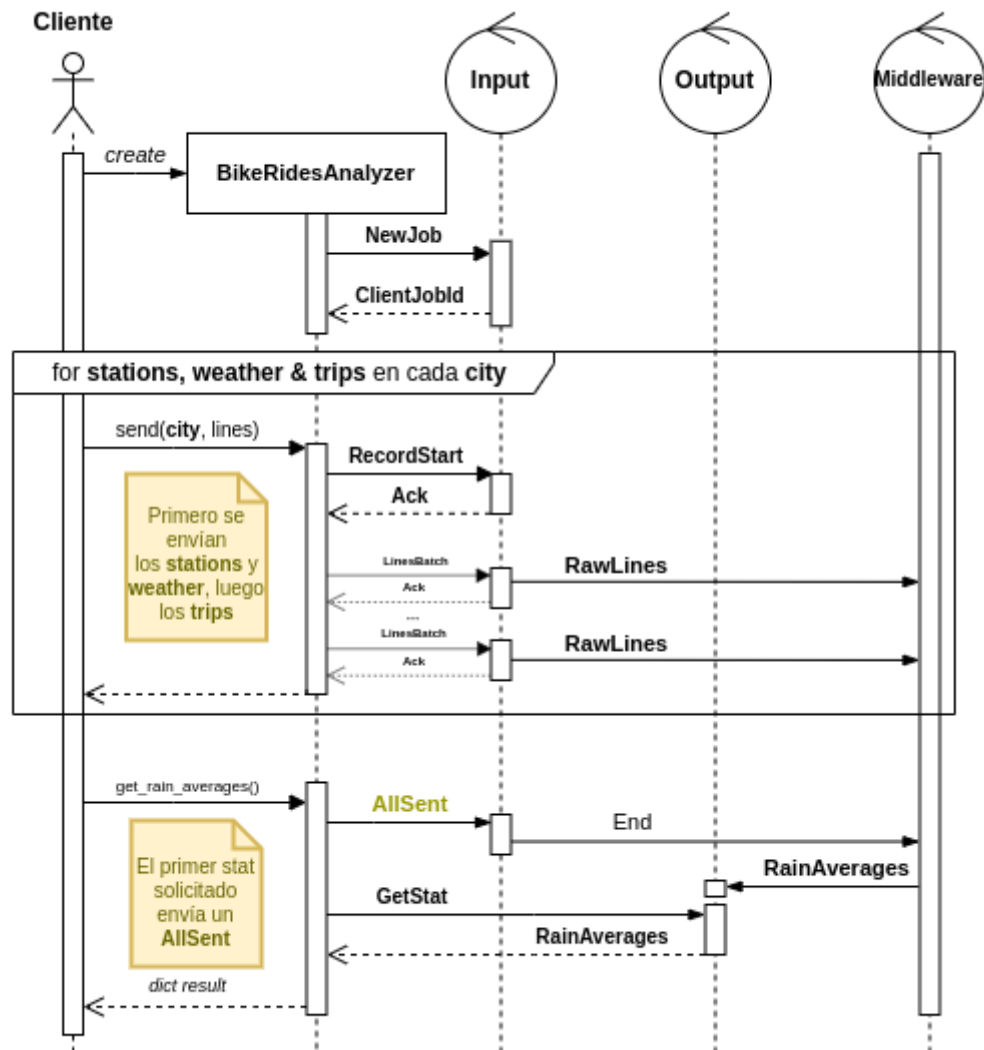 Cliente
Input
Output
Middleware
create
BikeRidesAnalyzer
NewJob
ClientJobId
for stations, weather & trips en cada city
send(city, lines)
RecordStart
Ack
Primero se
envían
los stations y
weather, luego
los trips
LinesBatch
RawLines
Ack
....
LinesBatch
RawLines
Ack
get_rain_averages()
AllSent
End
El primer stat
solicitado
envía un
AllSent
RainAverages
GetStat
RainAverages
dict result